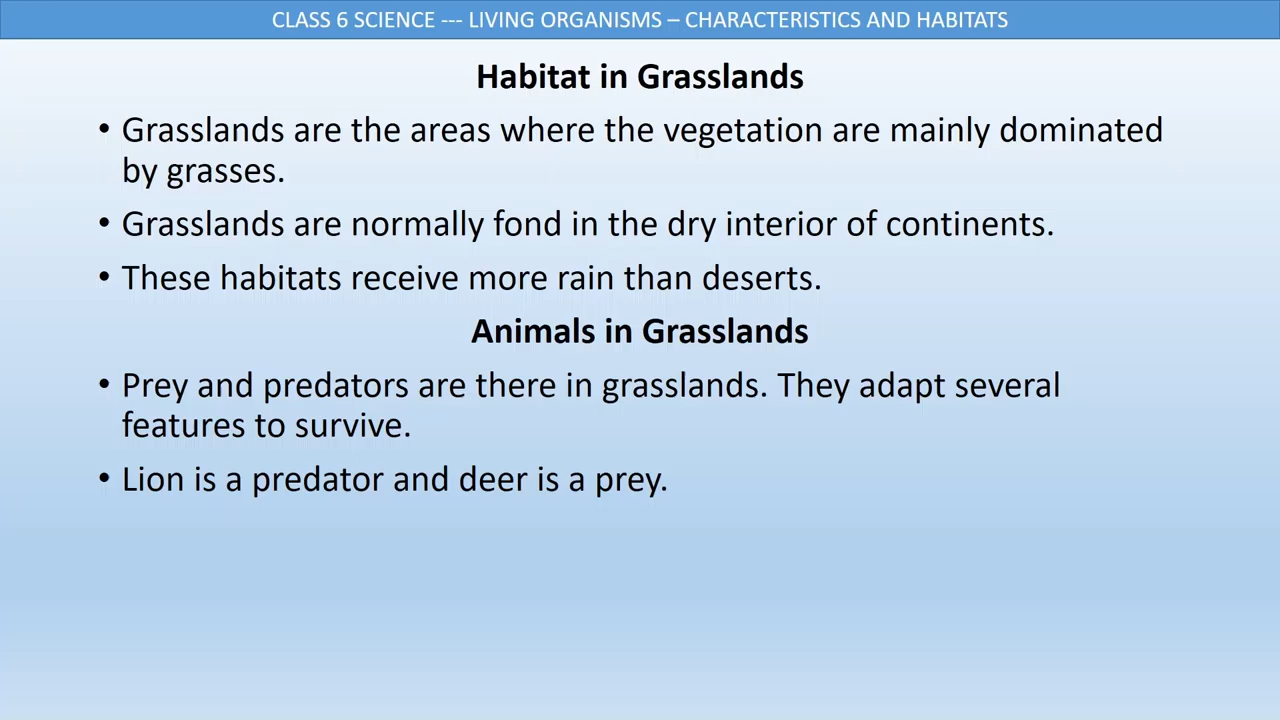 CLASS 6 SCIENCE --- LIVING ORGANISMS – CHARACTERISTICS AND HABITATS
Habitat in Grasslands
• Grasslands are the areas where the vegetation are mainly dominated
by grasses.
• Grasslands are normally fond in the dry interior of continents.
• These habitats receive more rain than deserts.
Animals in Grasslands
• Prey and predators are there in grasslands. They adapt several
features to survive.
• Lion is a predator and deer is a prey.